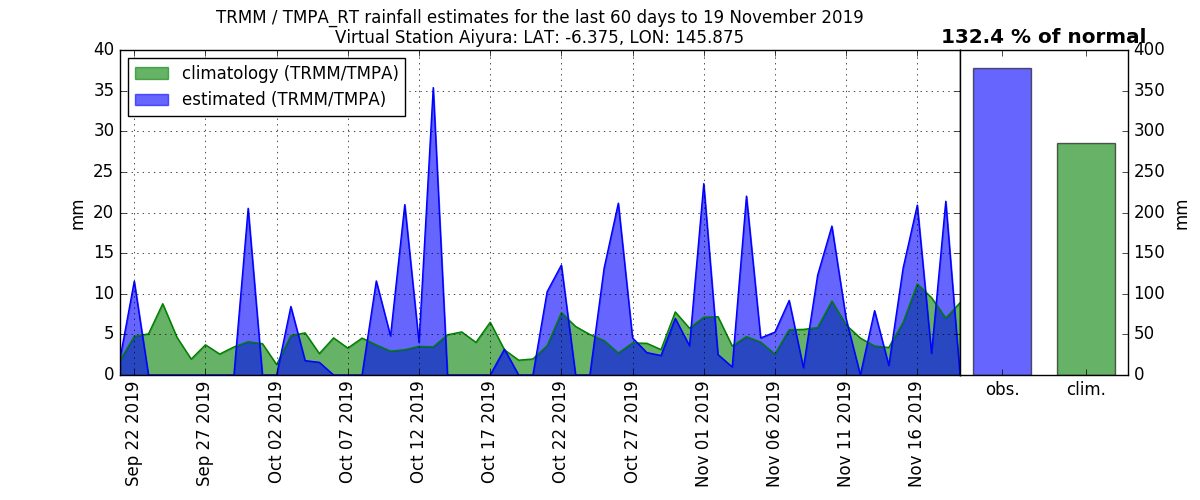 TRMM / TMPA_RT rainfall estimates for the last 60 days to 19 November 2019
Virtual Station Aiyura: LAT: -6.375, LON: 145.875
132.4 % of normal
climatology (TRMM/TMPA)
estimated (TRMM/TMPA)
40
35
30
25
20
15
10
5
0
mm
Sep 22 2019
Sep 27 2019
Oct 02 2019
Oct 07 2019
Oct 12 2019
Oct 17 2019
Oct 22 2019
Oct 27 2019
Nov 01 2019
Nov 06 2019
Nov 11 2019
Nov 16 2019
obs.
clim.
400
350
300
250
200
150
100
50
0
mm